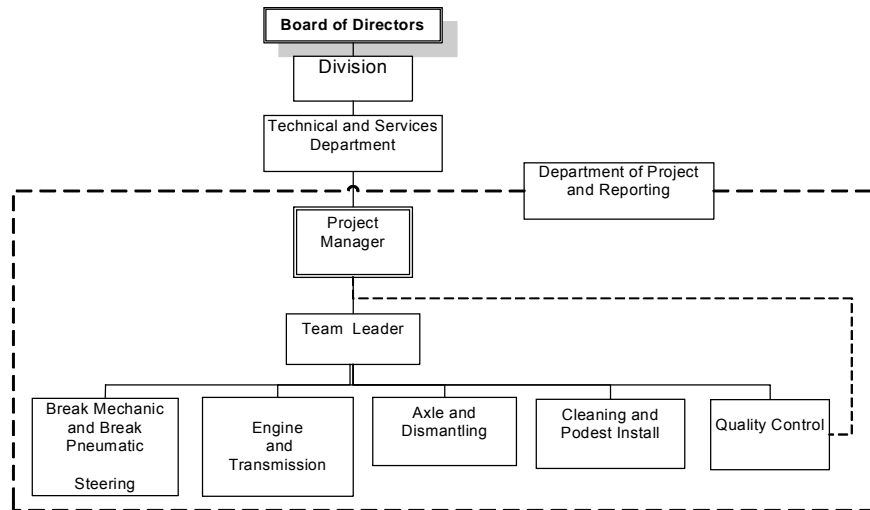 Board of Directors
Division
Technical and Services
Department
Department of Project
and Reporting
Project
Manager
Team Leader
Break Mechanic
and Break
Pneumatic
Steering
Engine
and
Transmission
Axle and
Dismantling
Cleaning and
Podest Install
Quality Control